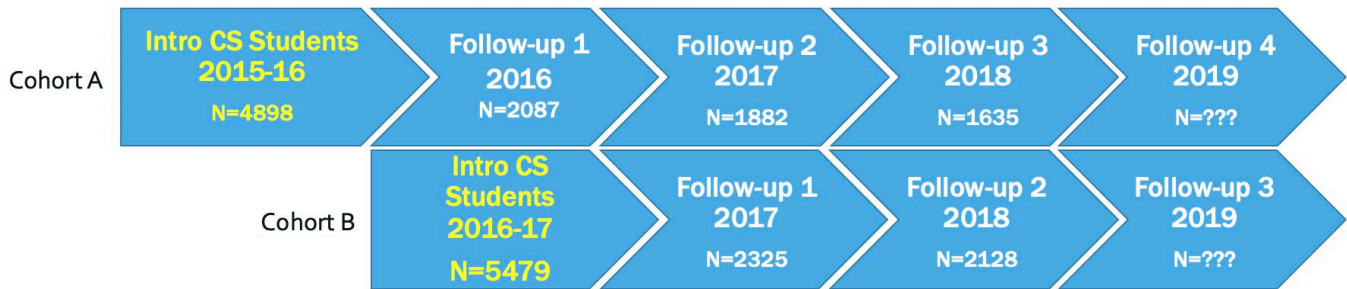 Cohort A
Intro CS Students
2015-16
N=4898
Follow-up 1
2016
N=2087
Follow-up 2
2017
N=1882
Follow-up 3
2018
N=1635
Follow-up 4
2019
N=???
Cohort B
Intro CS
Students
2016-17
N=5479
Follow-up 1
2017
N=2325
Follow-up 2
2018
N=2128
Follow-up 3
2019
N=???